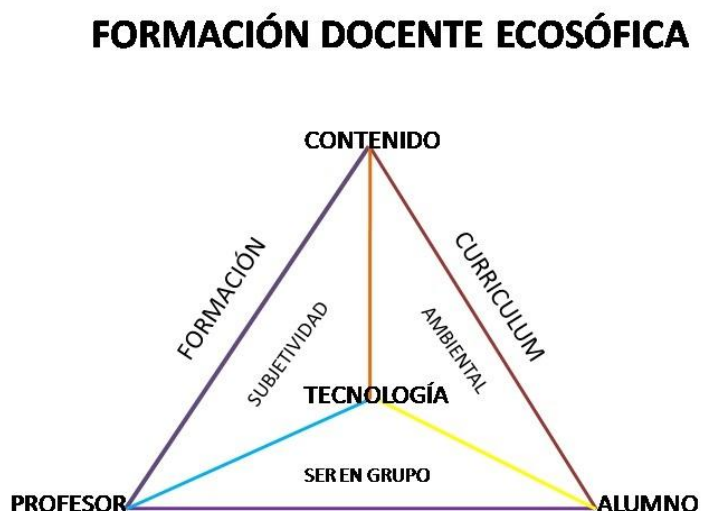 FORMACIÓN DOCENTE ECOSÓFICA
CONTENIDO
FORMACIÓN
CURRICULUM
SUBJETIVIDAD
AMBIENTAL
TECNOLOGÍA
SER EN GRUPO
PROFESOR
ALUMNO